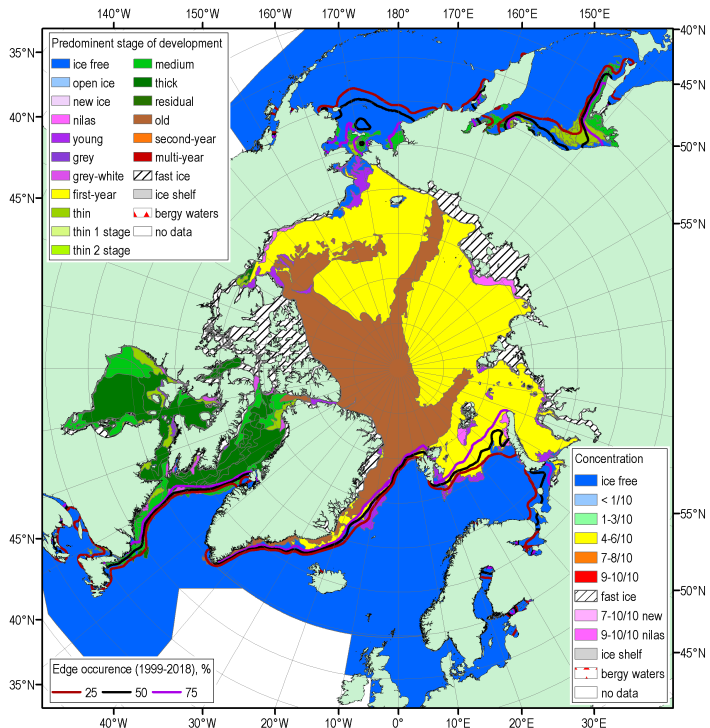 140°W 150°W 160°W 170°W 180° 170°E 160°E 150°E
35°W
40°W
45°W
45°W
40°W
35°W
40°N
45°N
50°N
55°N
55°N
50°N
45°N
Predominent stage of development
ice free
open ice
new ice
nilas
young
grey
grey-white
first-year
thin
thin 1 stage
thin 2 stage
medium
thick
residual
old
second-year
multi-year
fast ice
ice shelf
bergy waters
no data
Concentration
ice free
< 1/10
1-3/10
4-6/10
7-8/10
9-10/10
fast ice
7-10/10 new
9-10/10 nilas
ice shelf
bergy waters
no data
Edge occurence (1999-2018), %
25 50 75
40°W 30°W 20°W 10°W 0° 10°E 20°E 30°E